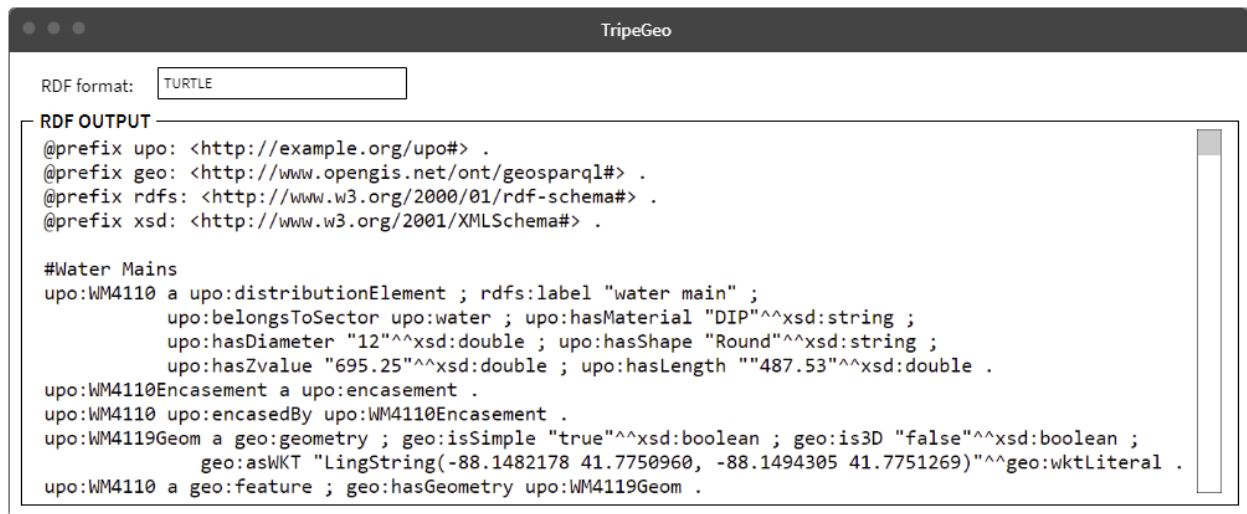 TripeGeo
RDF format: TURTLE
RDF OUTPUT
@prefix upo: <http://example.org/upo#> .
@prefix geo: <http://www.opengis.net/ont/geosparql#> .
@prefix rdfs: <http://www.w3.org/2000/01/rdf-schema#> .
@prefix xsd: <http://www.w3.org/2001/XMLSchema#> .
#Water Mains
upo:WM4110 a upo:distributionElement ; rdfs:label "water main" ;
upo:belongsToSector upo:water ; upo:hasMaterial "DIP"^^xsd:string ;
upo:hasDiameter "12"^^xsd:double ; upo:hasShape "Round"^^xsd:string ;
upo:hasZvalue "695.25"^^xsd:double ; upo:hasLength ""487.53"^^xsd:double .
upo:WM4110Encasement a upo:encasement .
upo:WM4110 upo:encasedBy upo:WM4110Encasement .
upo:WM4119Geom a geo:geometry ; geo:isSimple "true"^^xsd:boolean ; geo:is3D "false"^^xsd:boolean ;
geo:asWKT "LingString(-88.1482178 41.7750960, -88.1494305 41.7751269)"^^geo:wktLiteral .
upo:WM4110 a geo:feature ; geo:hasGeometry upo:WM4119Geom .